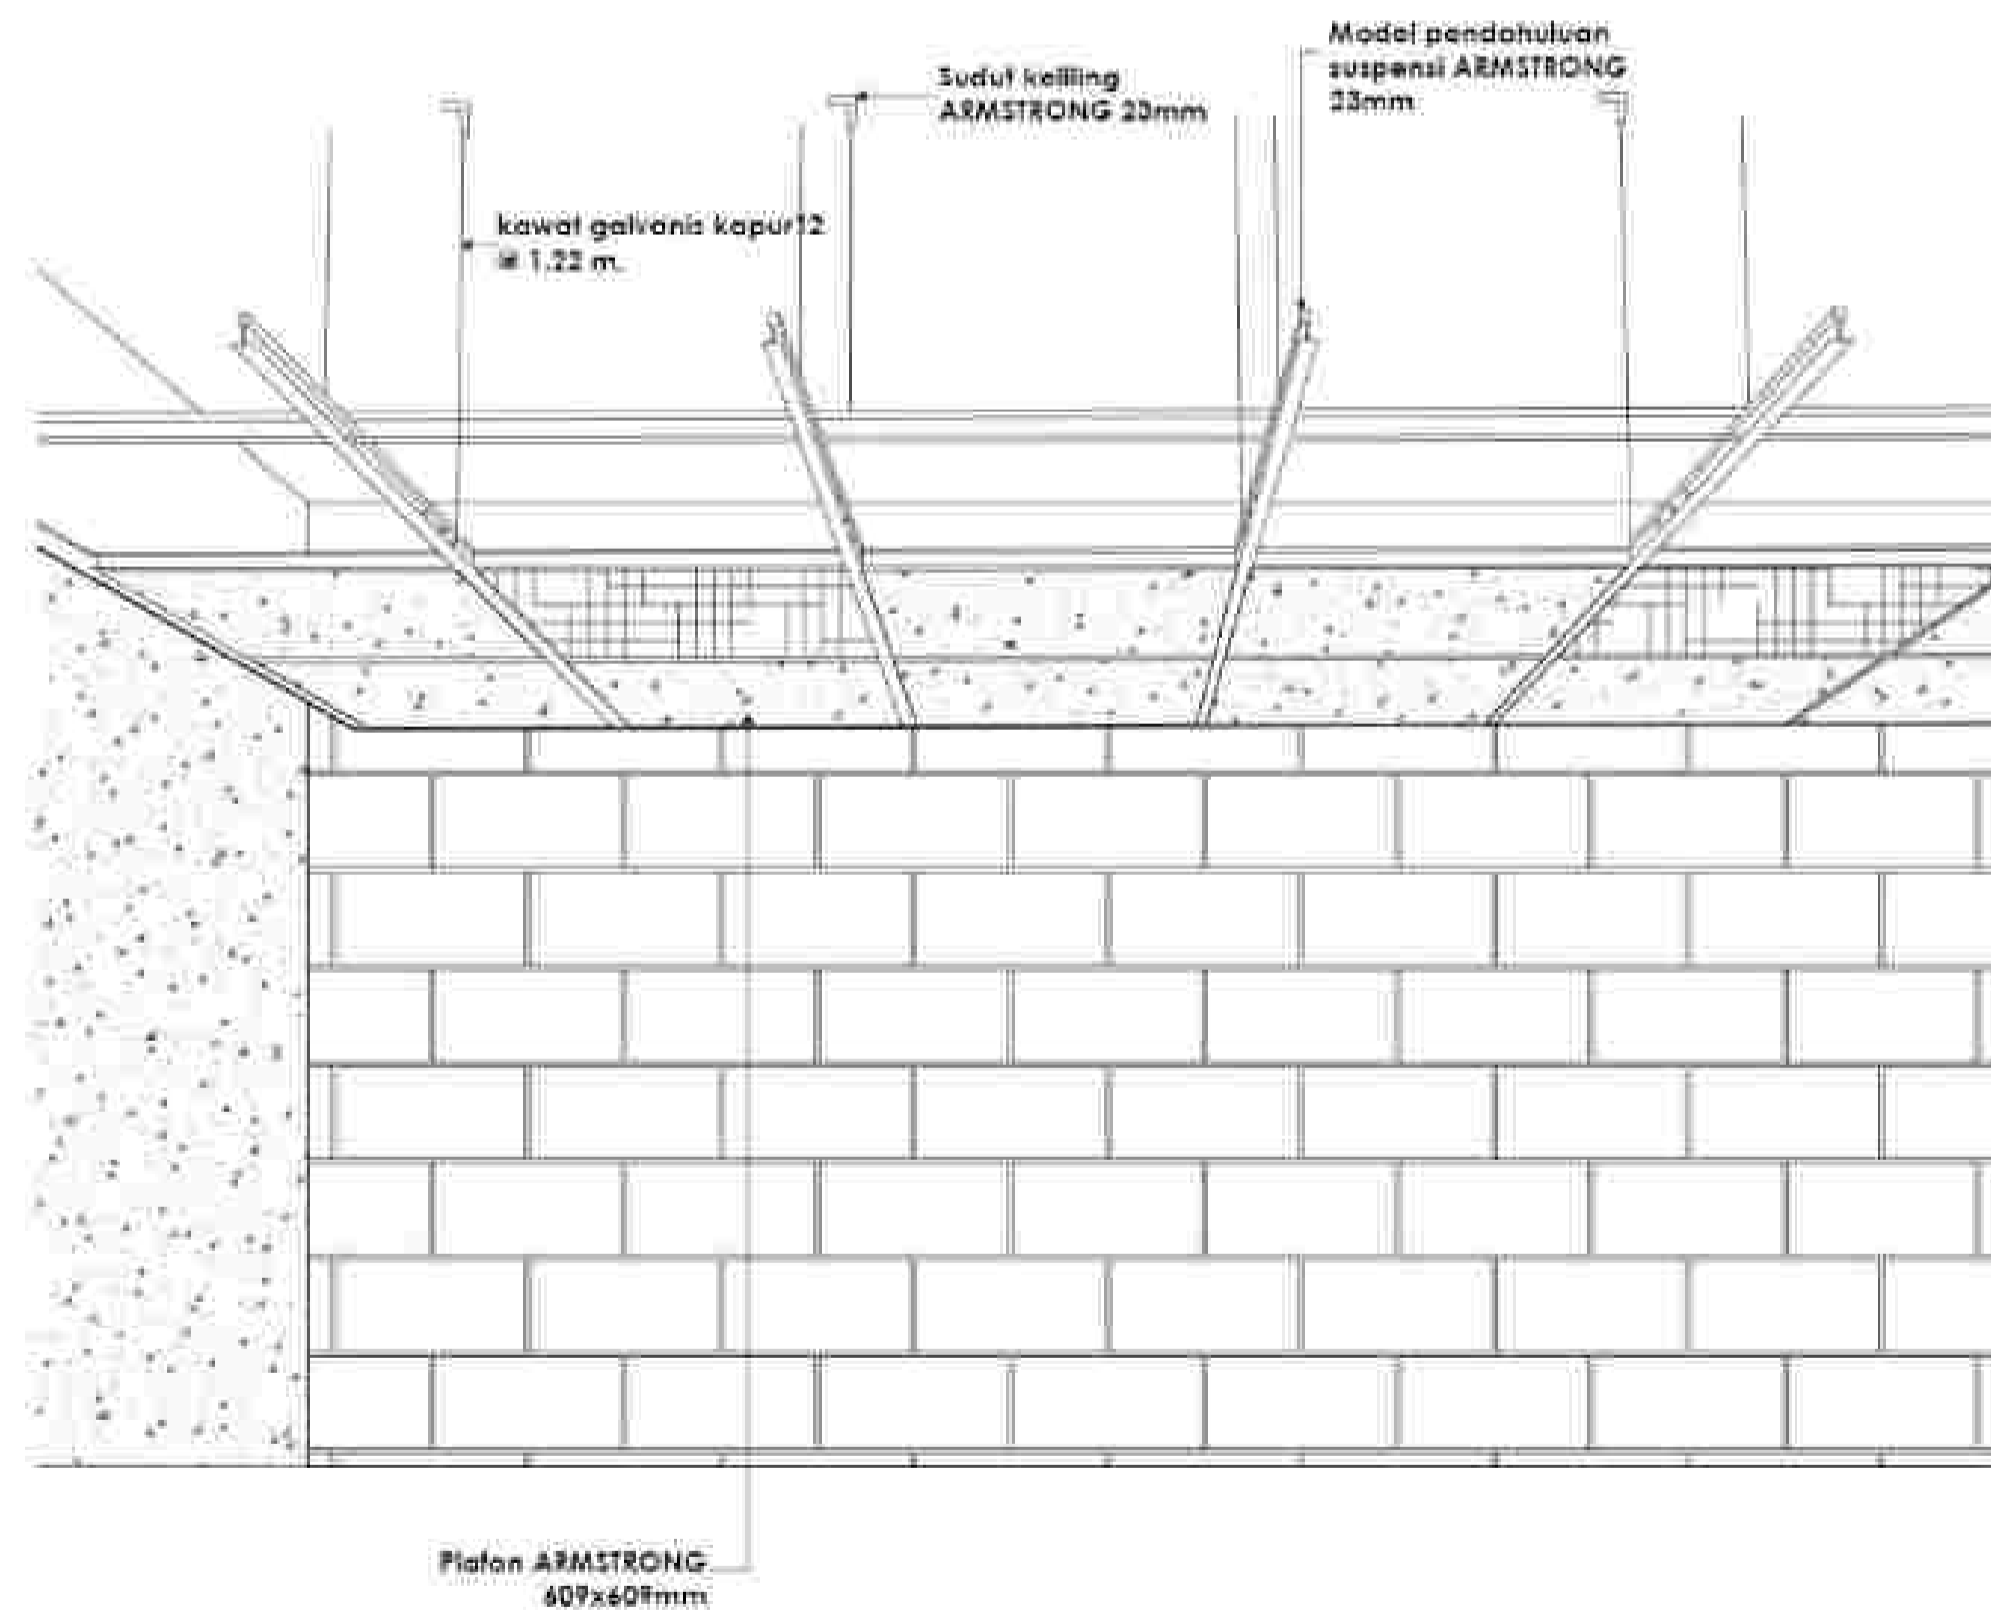 Model pendahuluan
suspensi ARMSTRONG
23mm
Sudut keliling
ARMSTRONG 23mm
kawat galvanis kapur12
@ 1.22 m.
Plafon ARMSTRONG
609x609mm